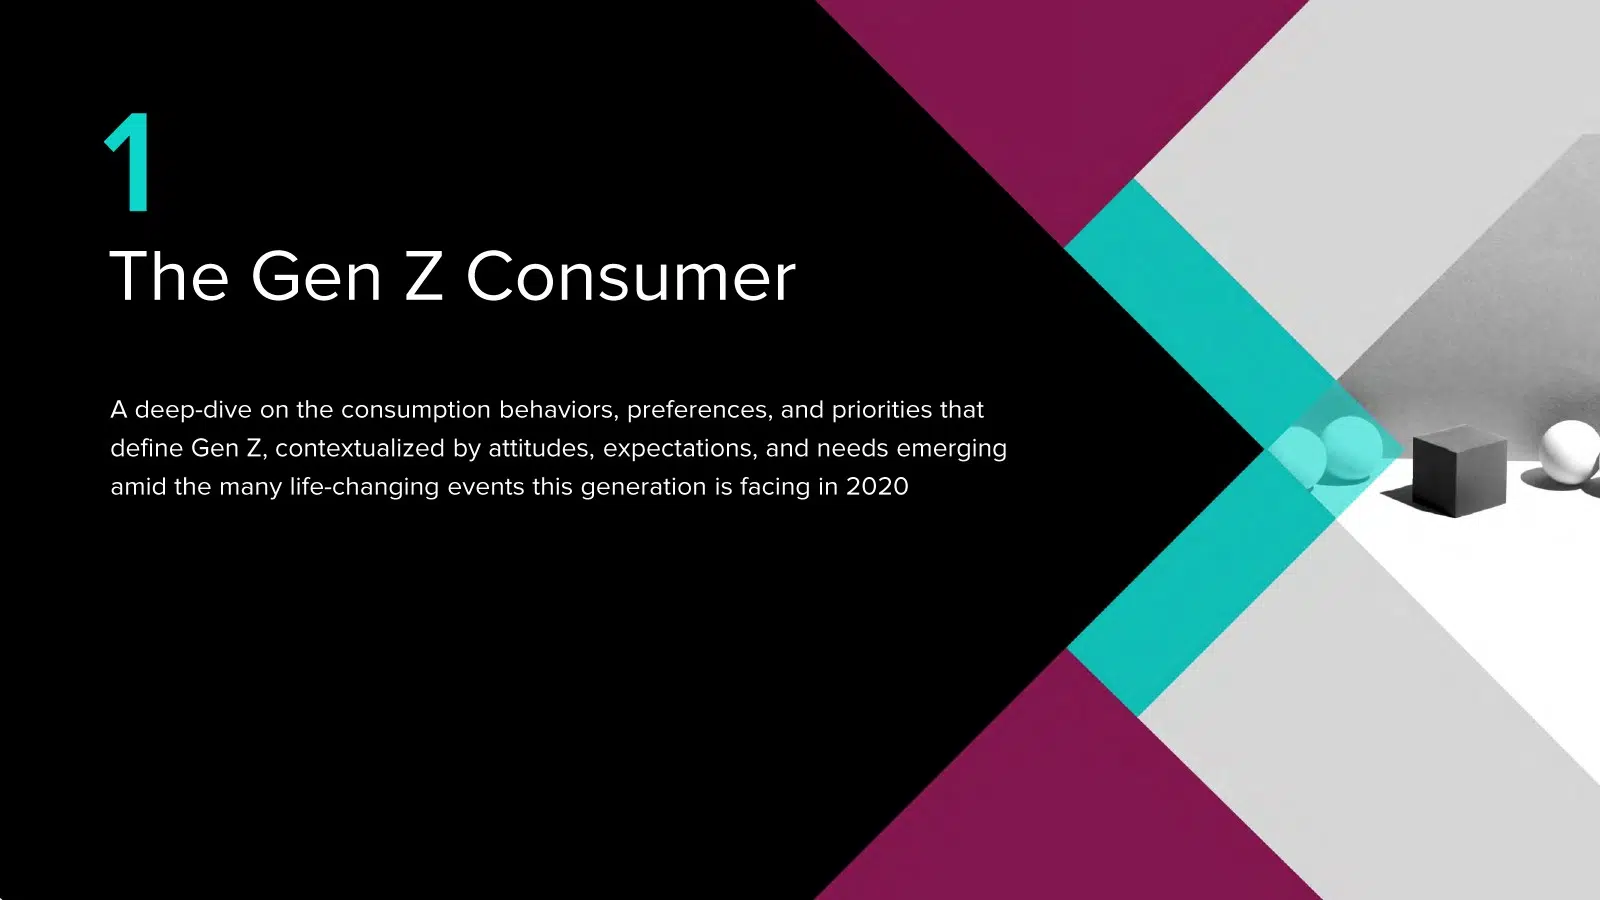 1
The Gen Z Consumer
A deep-dive on the consumption behaviors, preferences, and priorities that
define Gen Z, contextualized by attitudes, expectations, and needs emerging
amid the many life-changing events this generation is facing in 2020